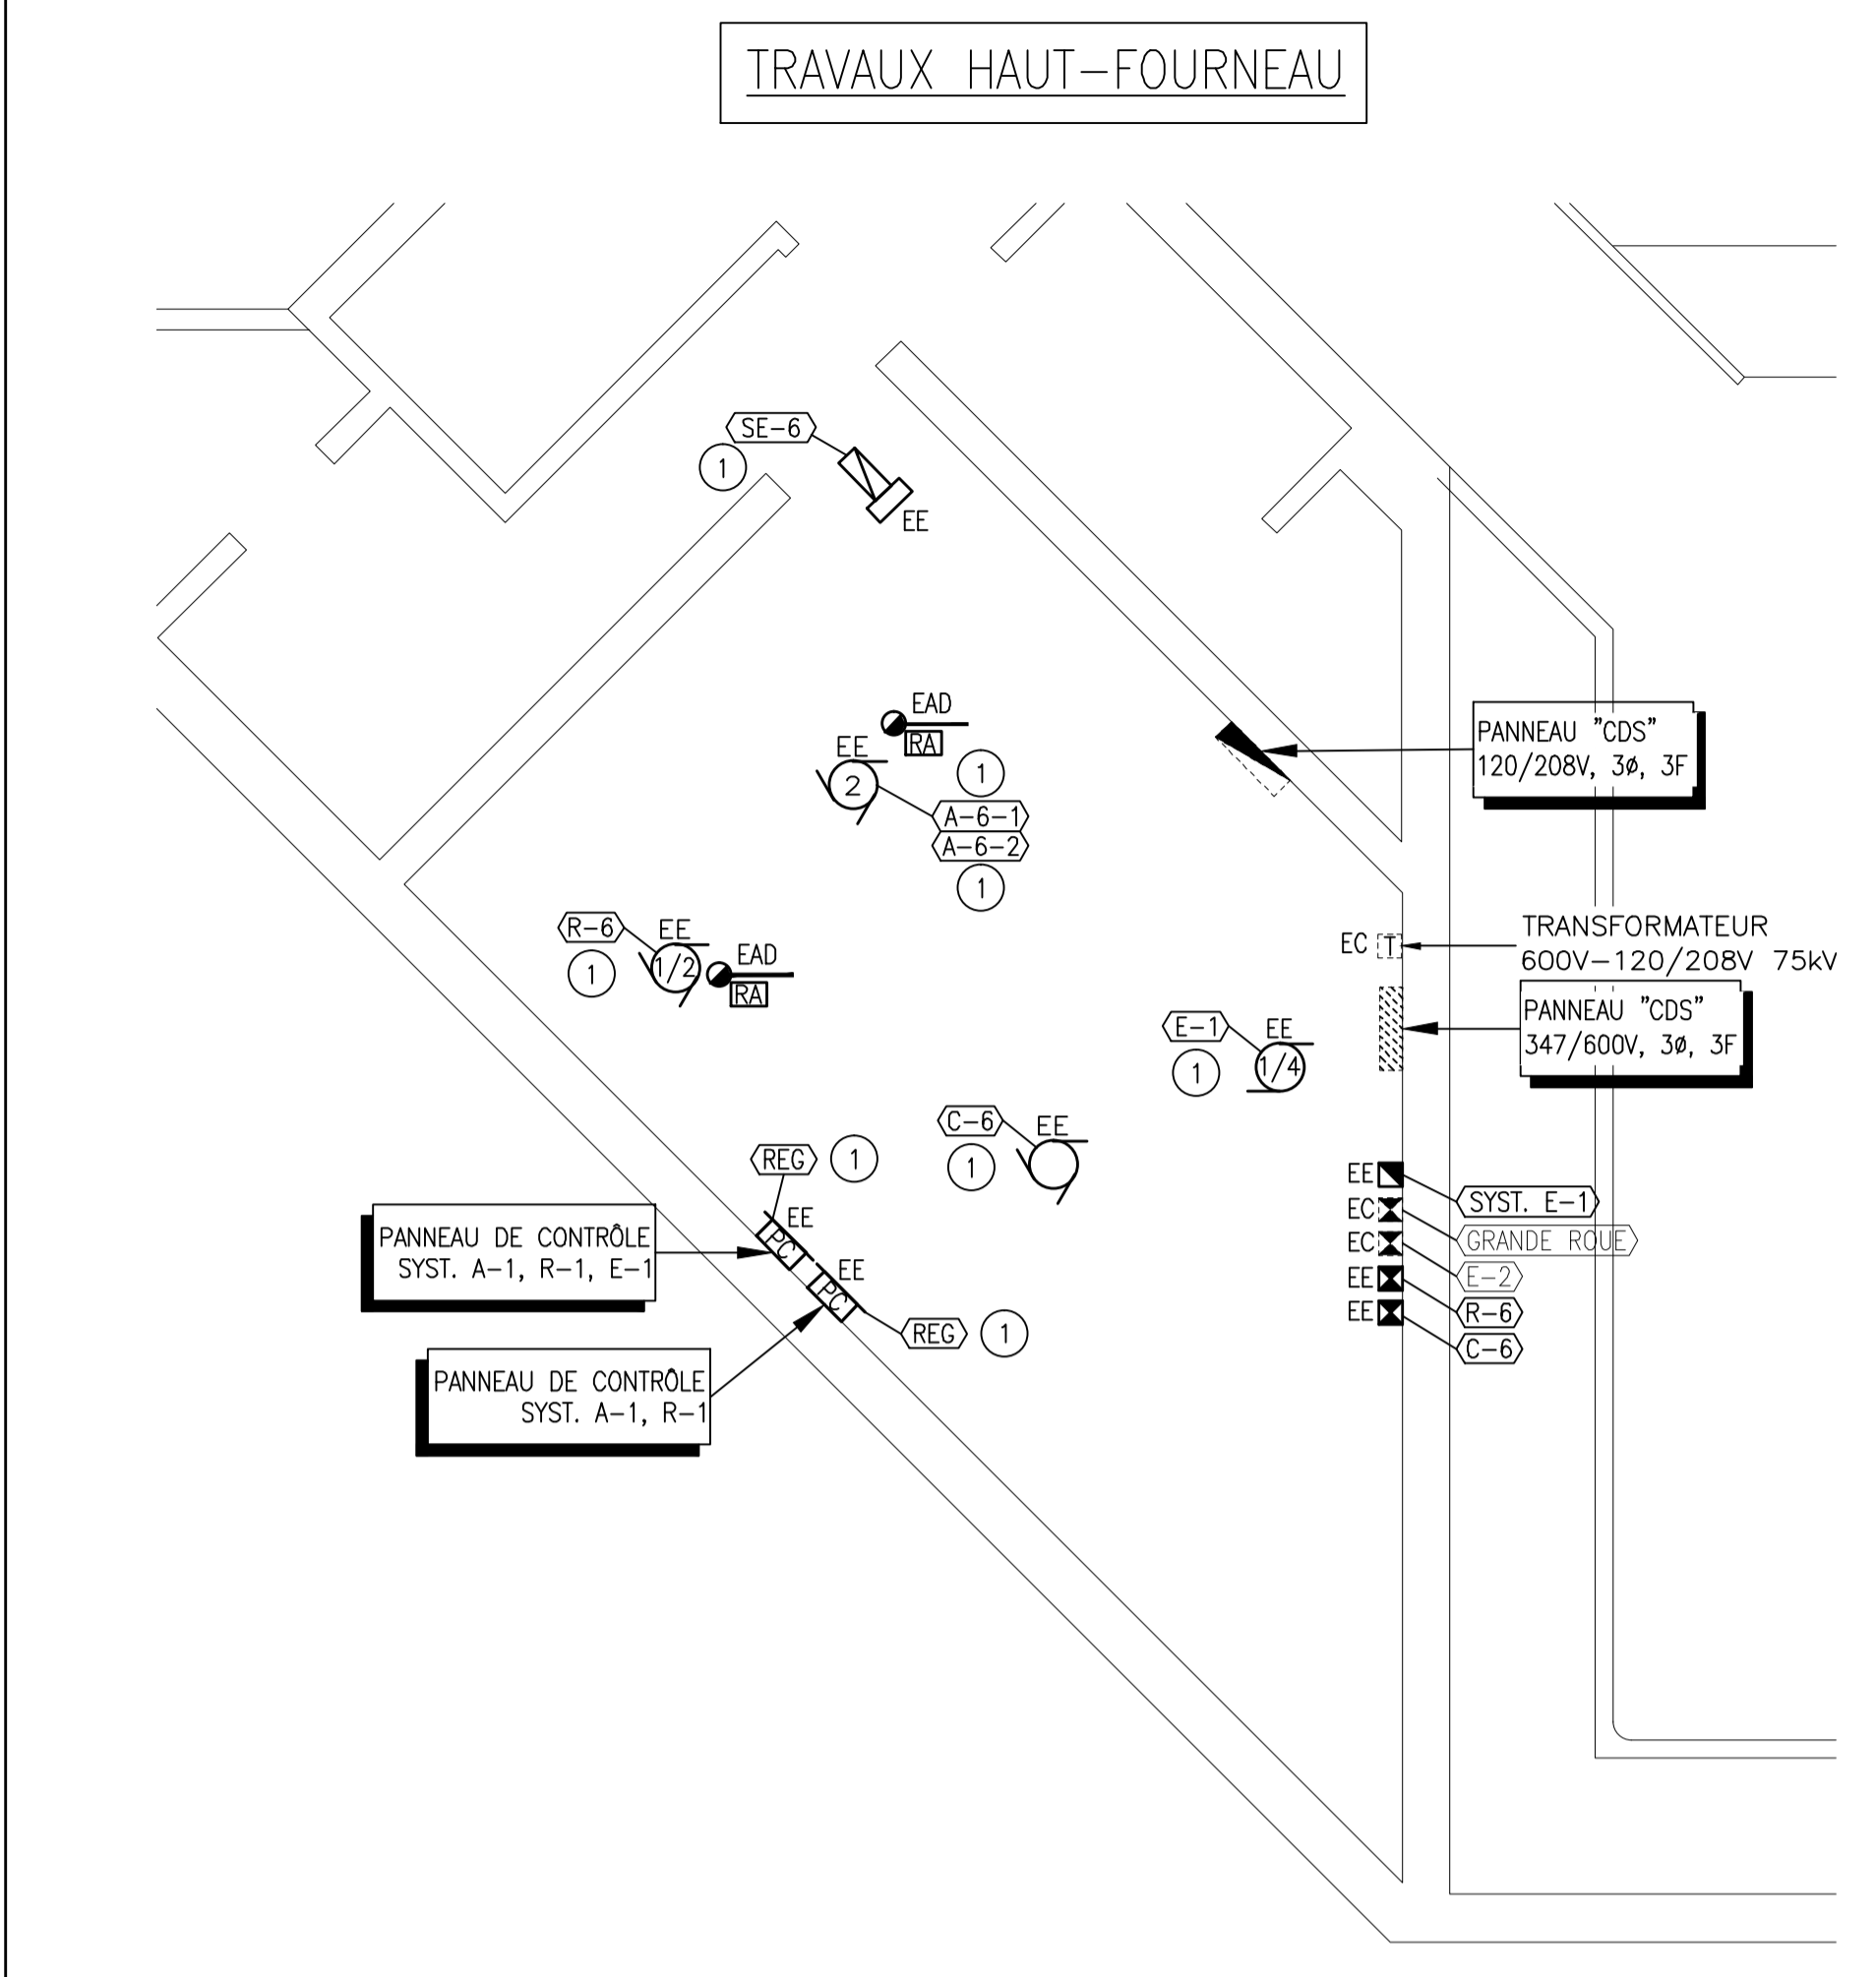 TRAVAUX HAUT-FOURNEAU
SE-6
1
EE
EAD
RA
EE
2
1
A-6-1
A-6-2
1
PANNEAU "CDS"
120/208V, 3ø, 3F
R-6
EE
1
1/2
EAD
RA
EC
T
TRANSFORMATEUR
600V-120/208V 75kV
PANNEAU "CDS"
347/600V, 3ø, 3F
E-1
EE
1
1/4
C-6
EE
1
REG
1
EE
PC
EE
PC
REG
1
PANNEAU DE CONTRÔLE
SYST. A-1, R-1, E-1
PANNEAU DE CONTRÔLE
SYST. A-1, R-1
EE
SYST. E-1
EC
GRANDE ROUE
EC
E-2
EE
R-6
EE
C-6